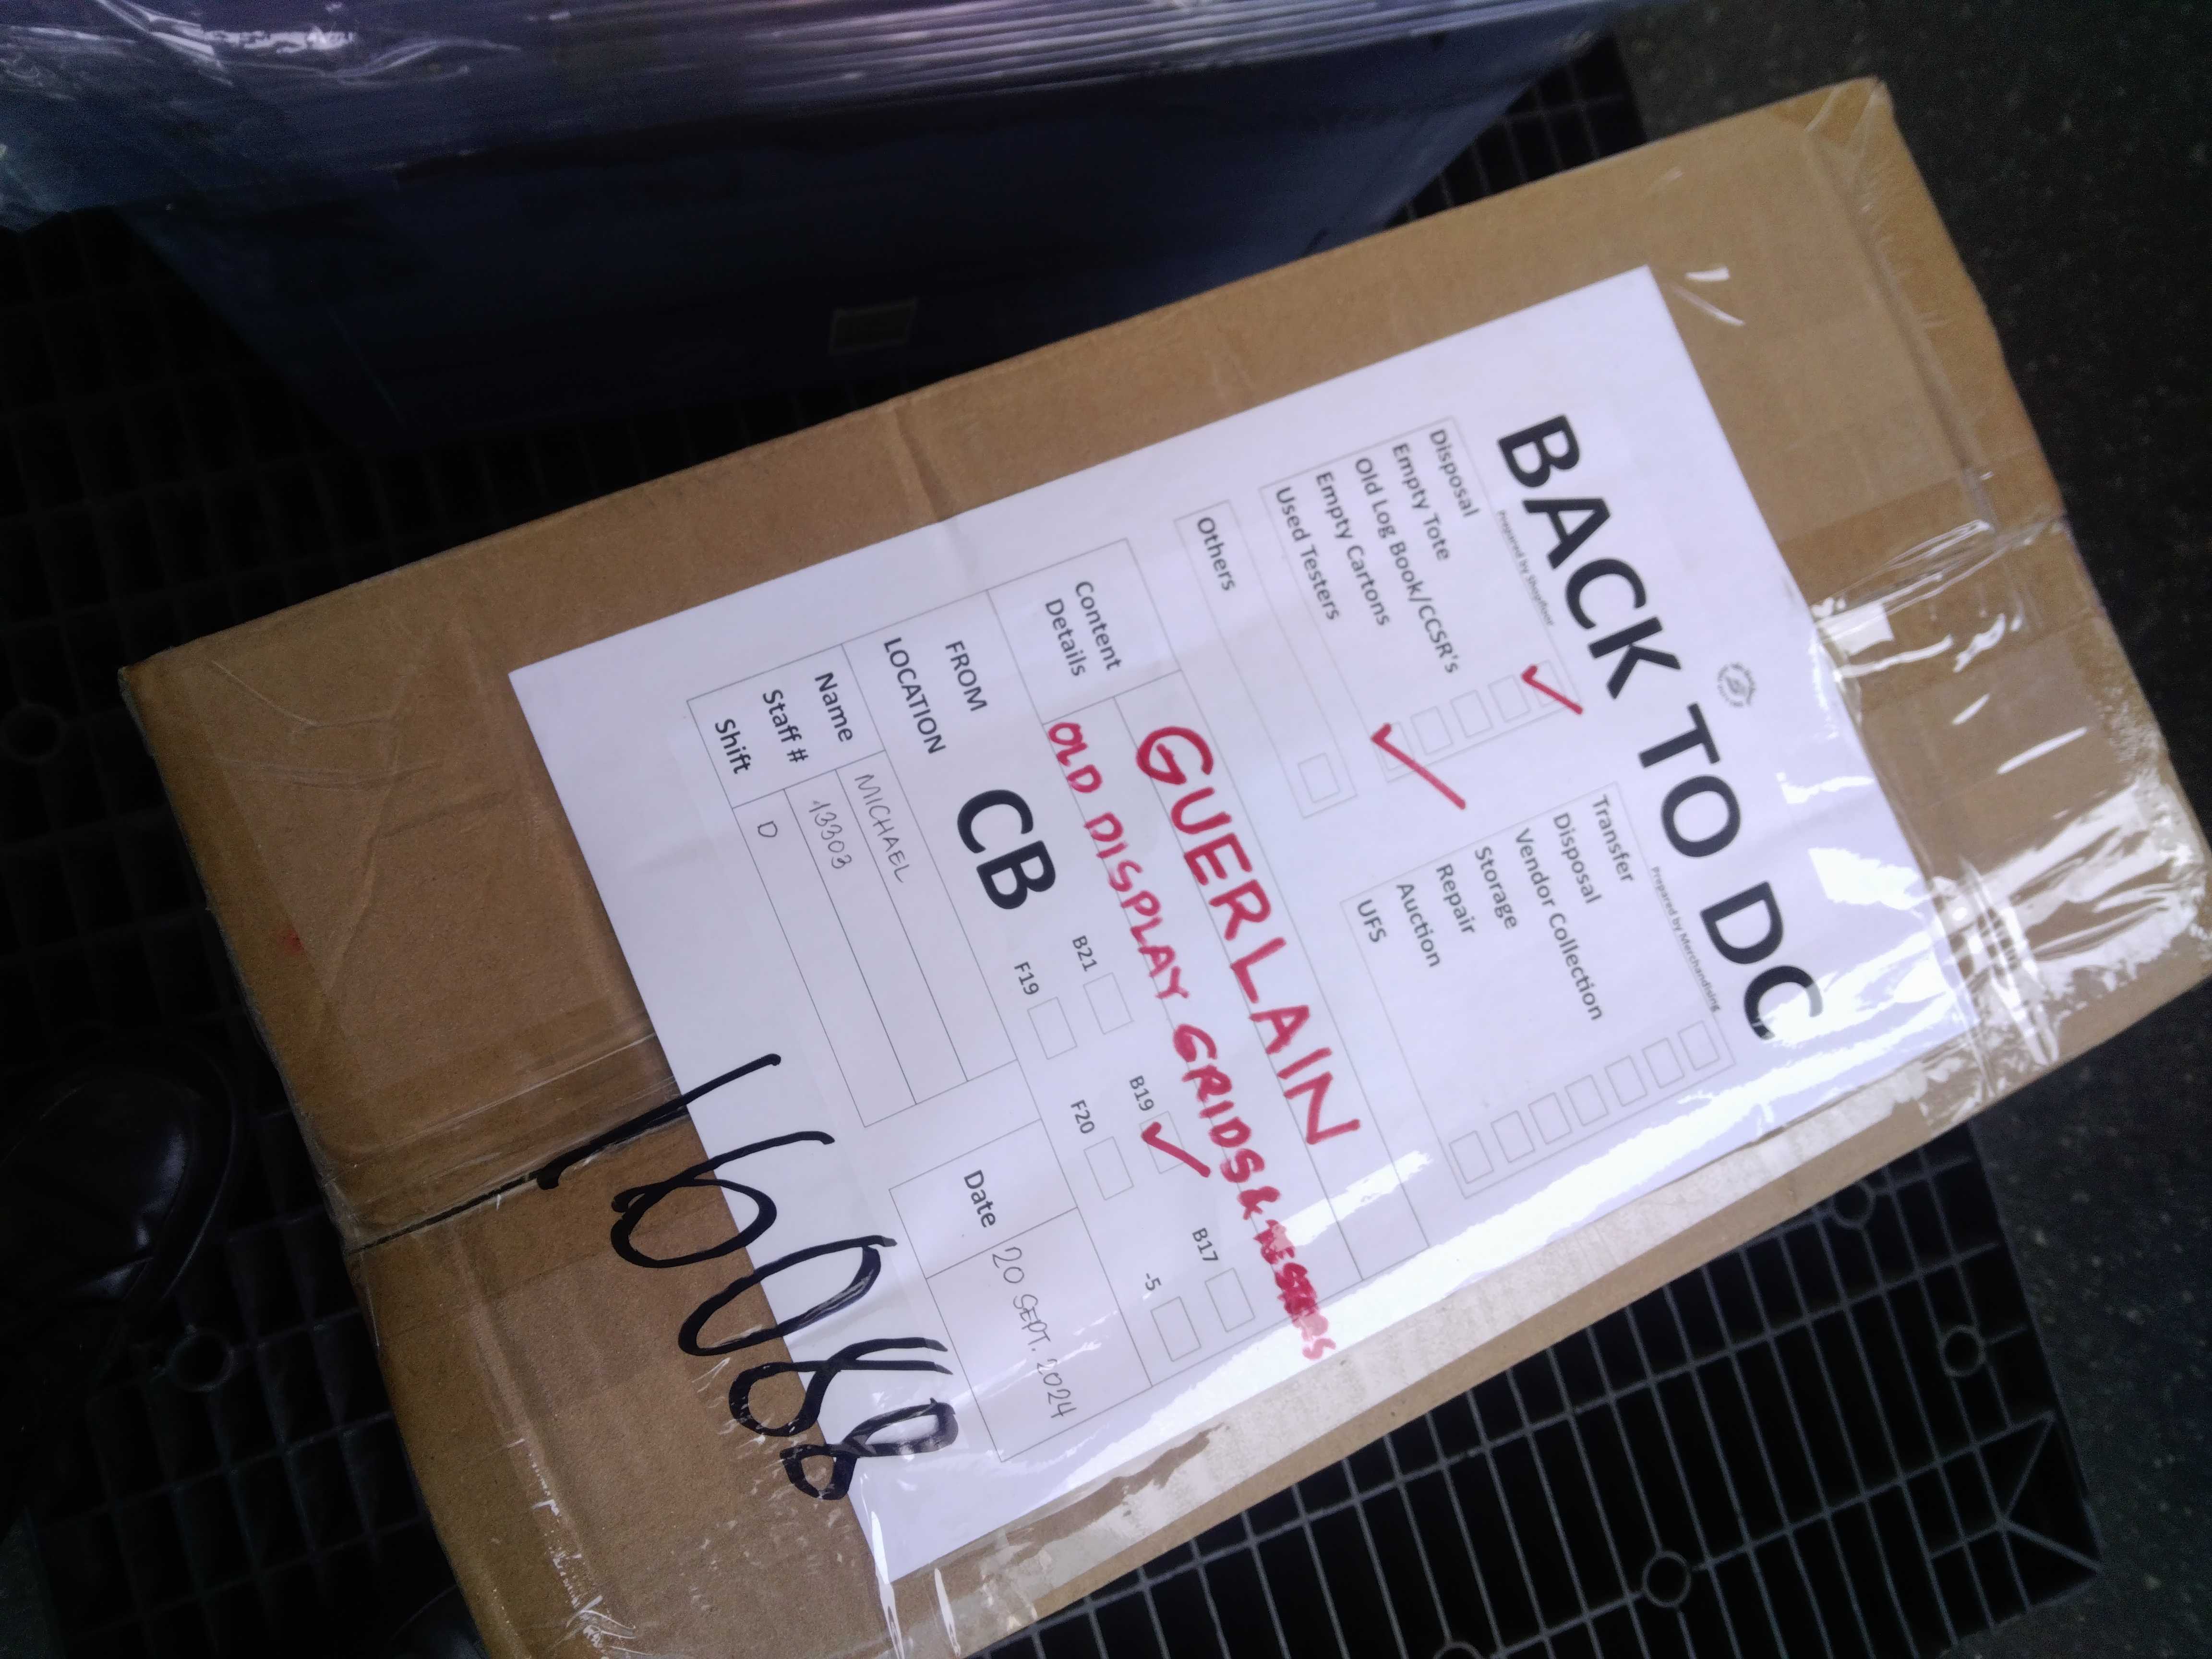 BACK TO DC
Prepared by Shopfloor
Prepared by Merchandising
Disposal ✓
Empty Tote
Old Log Book/CCSR's
Empty Cartons
Used Testers ✓
Others
Transfer
Disposal
Vendor Collection
Storage
Repair
Auction
UFS
Content Details
GUERLAIN
OLD DISPLAY GRIDS &
FROM LOCATION
CB
B21
B19 ✓
B17
F19
F20
-5
Name MICHAEL
Staff # 13303
Shift D
Date 20 SEPT. 2024